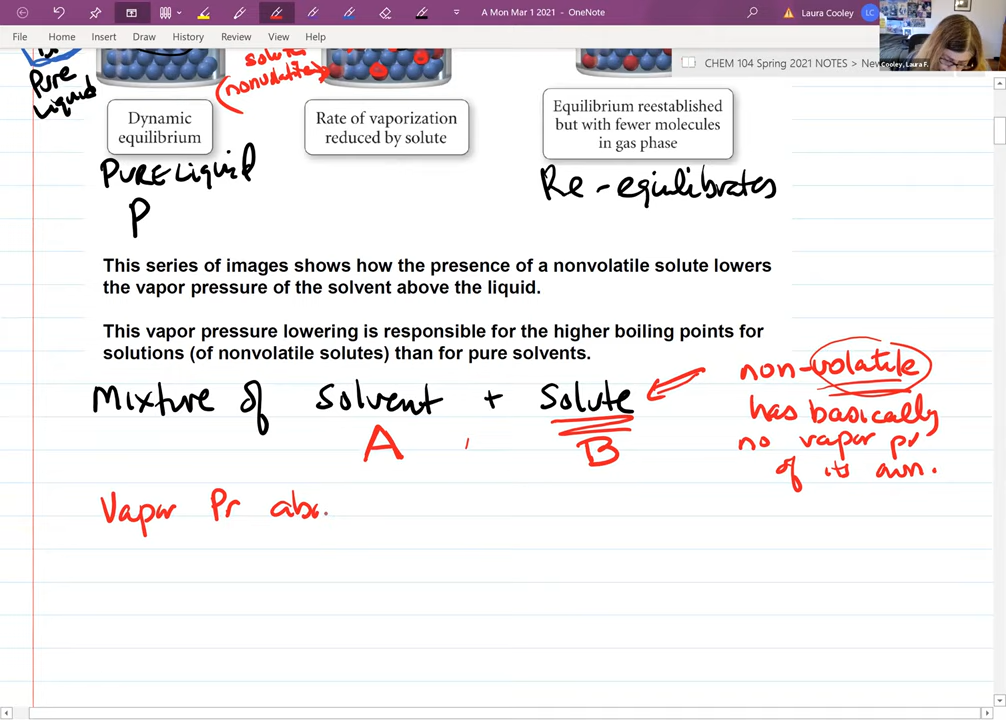 A Mon Mar 1 2021 - OneNote
Laura Cooley
LC
File Home Insert Draw History Review View Help
Cooley, Laura F.
CHEM 104 Spring 2021 NOTES > New
Pure
Liquid
solute
(nonvolatile)
Dynamic
equilibrium
Rate of vaporization
reduced by solute
Equilibrium reestablished
but with fewer molecules
in gas phase
PURE Liquid
P
Re-equilibrates
This series of images shows how the presence of a nonvolatile solute lowers
the vapor pressure of the solvent above the liquid.
This vapor pressure lowering is responsible for the higher boiling points for
solutions (of nonvolatile solutes) than for pure solvents.
Mixture of Solvent + Solute
A B
non-volatile
has basically
no vapor pr
of its own.
Vapor Pr abo